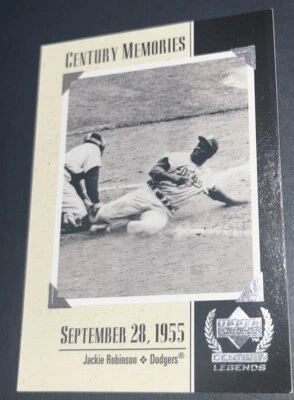 CENTURY MEMORIES
SEPTEMBER 28, 1955
Jackie Robinson ✦ Dodgers®
UPPER
DECK
CENTURY
LEGENDS